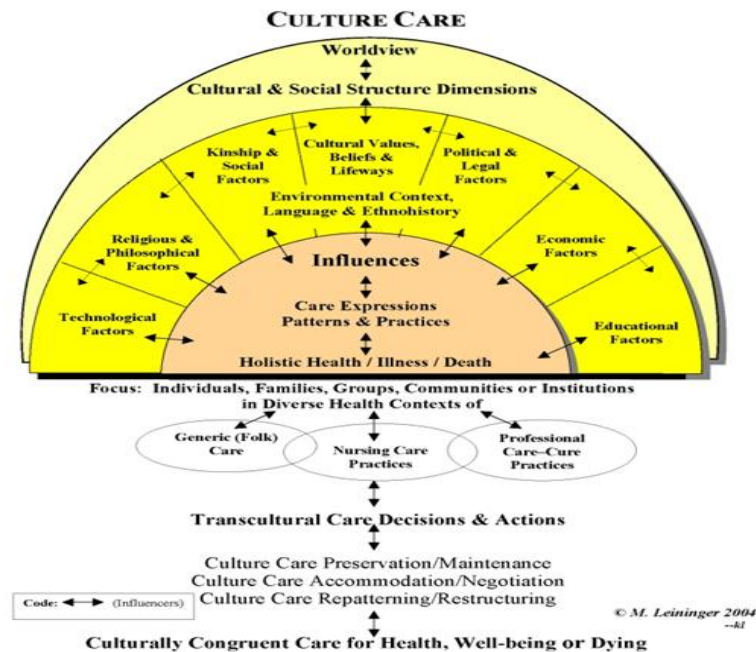 CULTURE CARE
Worldview
Cultural & Social Structure Dimensions
Kinship &
Social
Factors
Cultural Values,
Beliefs &
Lifeways
Political &
Legal
Factors
Environmental Context,
Language & Ethnohistory
Religious &
Philosophical
Factors
Economic
Factors
Technological
Factors
Educational
Factors
Influences
Care Expressions
Patterns & Practices
Holistic Health / Illness / Death
Focus: Individuals, Families, Groups, Communities or Institutions
in Diverse Health Contexts of
Generic (Folk)
Care
Nursing Care
Practices
Professional
Care–Cure
Practices
Transcultural Care Decisions & Actions
Culture Care Preservation/Maintenance
Culture Care Accommodation/Negotiation
Culture Care Repatterning/Restructuring
Code: (Influencers)
© M. Leininger 2004
--kl
Culturally Congruent Care for Health, Well-being or Dying